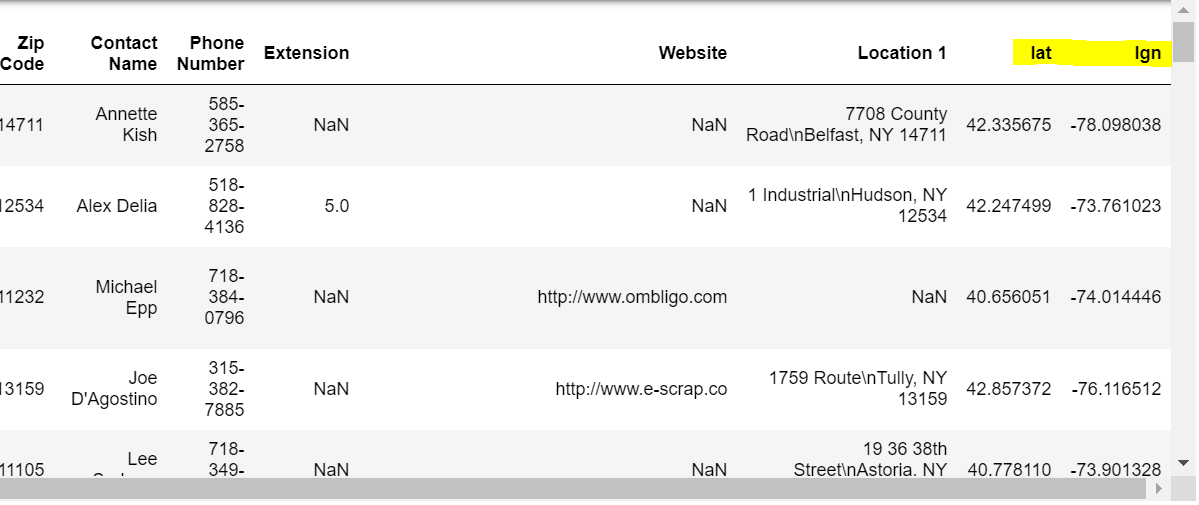 Zip Contact Phone
Code Name Number Extension Website Location 1 lat lgn
585-
Annette 7708 County
14711 365- NaN NaN 42.335675 -78.098038
Kish Road\nBelfast, NY 14711
2758
518-
1 Industrial\nHudson, NY
12534 Alex Delia 828- 5.0 NaN 42.247499 -73.761023
12534
4136
718-
Michael
11232 384- NaN http://www.ombligo.com NaN 40.656051 -74.014446
Epp
0796
315-
Joe 1759 Route\nTully, NY
13159 382- NaN http://www.e-scrap.co 42.857372 -76.116512
D'Agostino 13159
7885
718- 19 36 38th
Lee
11105 349- NaN NaN Street\nAstoria, NY 40.778110 -73.901328